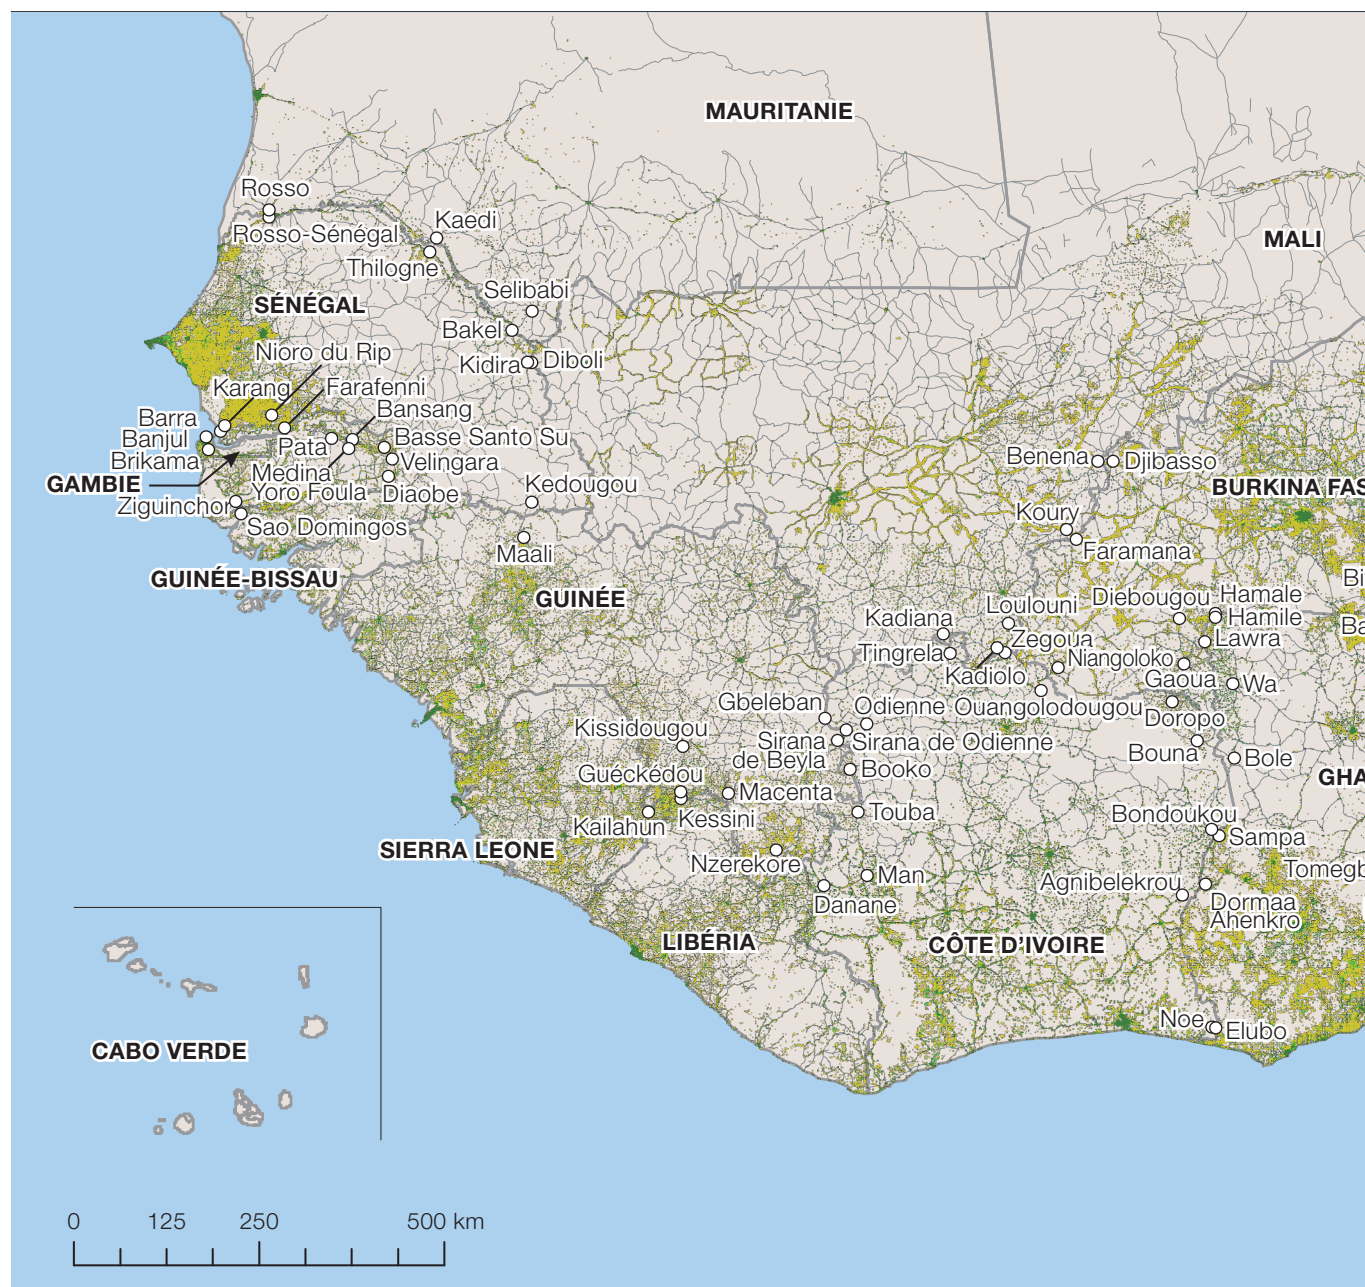 MAURITANIE
Rosso
Rosso-Sénégal
Kaedi
MALI
Thilogne
Selibabi
SÉNÉGAL
Bakel
Nioro du Rip
Kidira
Diboli
Karang
Farafenni
Bansang
Barra
Banjul
Pata
Basse Santo Su
Brikama
Medina
Yoro Foula
Velingara
Benena
Djibasso
GAMBIE
Diaobe
Kedougou
BURKINA FAS
Ziguinchor
Sao Domingos
Koury
Maali
Faramana
GUINÉE-BISSAU
GUINÉE
Bi
Diebougou
Hamale
Loulouni
Hamile
Ba
Kadiana
Zegoua
Lawra
Tingrela
Niangoloko
Kadiolo
Gaoua
Wa
Gbeleban
Odienne
Ouangolodougou
Doropo
Kissidougou
Sirana
de Beyla
Sirana de Odienne
Bouna
Bole
Booko
GHA
Guéckédou
Macenta
Kessini
Touba
Kailahun
Bondoukou
Sampa
SIERRA LEONE
Nzerekore
Man
Tomegb
Agnibelekrou
Danane
Dormaa
Ahenkro
LIBÉRIA
CÔTE D'IVOIRE
Noe
Elubo
CABO VERDE
0 125 250 500 km